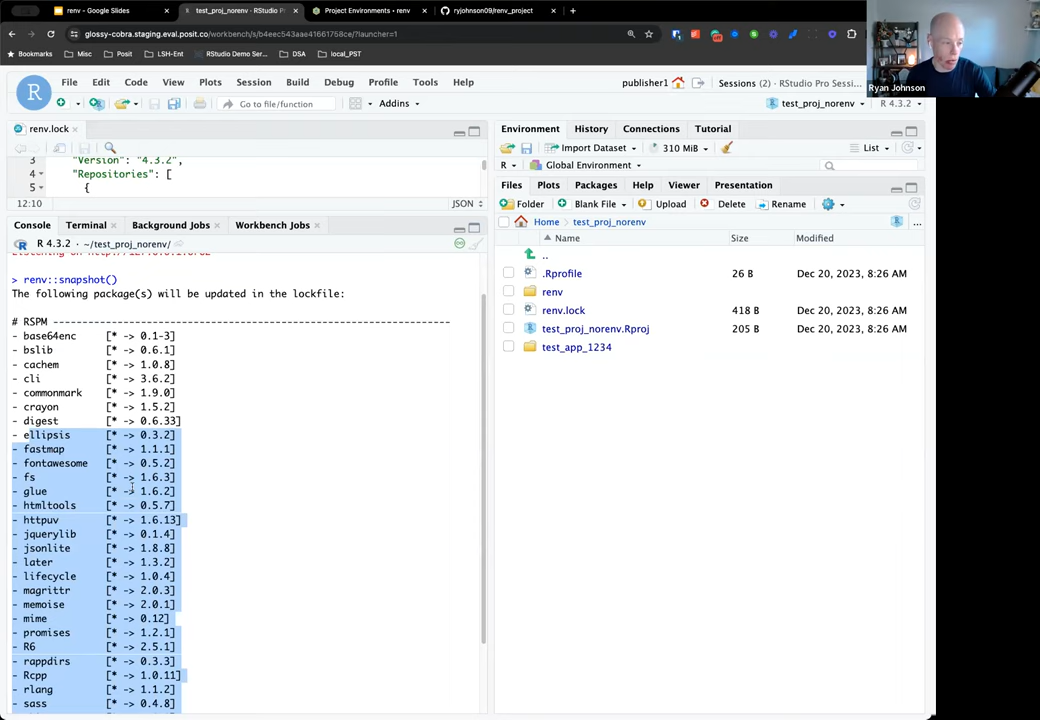 renv - Google Slides
test_proj_norenv - RStudio P
Project Environments • renv
ryjohnson09/renv_project
glossy-cobra.staging.eval.posit.co/workbench/s/b4eec543aae41661758ce/?launcher=1
Bookmarks Misc Posit LSH-Ent RStudio Demo Ser... DSA local_PST
Ryan Johnson
R
File Edit Code View Plots Session Build Debug Profile Tools Help
publisher1 Sessions (2) RStudio Pro Sessi...
Go to file/function Addins
test_proj_norenv R 4.3.2
renv.lock
3 "Version": "4.3.2",
4 "Repositories": [
5 {
12:10 JSON
Console Terminal Background Jobs Workbench Jobs
R 4.3.2 · ~/test_proj_norenv/
> renv::snapshot()
The following package(s) will be updated in the lockfile:
# RSPM -----------------------------------------------------------------------
- base64enc [* -> 0.1-3]
- bslib [* -> 0.6.1]
- cachem [* -> 1.0.8]
- cli [* -> 3.6.2]
- commonmark [* -> 1.9.0]
- crayon [* -> 1.5.2]
- digest [* -> 0.6.33]
- ellipsis [* -> 0.3.2]
- fastmap [* -> 1.1.1]
- fontawesome [* -> 0.5.2]
- fs [* -> 1.6.3]
- glue [* -> 1.6.2]
- htmltools [* -> 0.5.7]
- httpuv [* -> 1.6.13]
- jquerylib [* -> 0.1.4]
- jsonlite [* -> 1.8.8]
- later [* -> 1.3.2]
- lifecycle [* -> 1.0.4]
- magrittr [* -> 2.0.3]
- memoise [* -> 2.0.1]
- mime [* -> 0.12]
- promises [* -> 1.2.1]
- R6 [* -> 2.5.1]
- rappdirs [* -> 0.3.3]
- Rcpp [* -> 1.0.11]
- rlang [* -> 1.1.2]
- sass [* -> 0.4.8]
Environment History Connections Tutorial
Import Dataset 310 MiB List
R Global Environment
Files Plots Packages Help Viewer Presentation
Folder Blank File Upload Delete Rename
Home test_proj_norenv
Name Size Modified
..
.Rprofile 26 B Dec 20, 2023, 8:26 AM
renv
renv.lock 418 B Dec 20, 2023, 8:26 AM
test_proj_norenv.Rproj 205 B Dec 20, 2023, 8:26 AM
test_app_1234